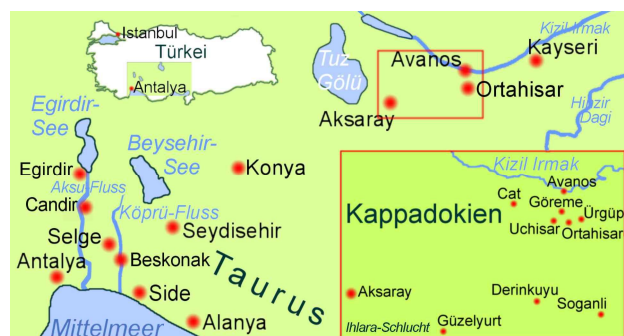 Istanbul
Türkei
Antalya
Kizil Irmak
Avanos
Kayseri
Tuz
Gölü
Ortahisar
Aksaray
Hinzir
Dagi
Egirdir-
See
Beysehir-
See
Egirdir
Konya
Aksu-Fluss
Candir
Köprü-Fluss
Seydisehir
Selge
Beskonak
Antalya
Taurus
Side
Alanya
Mittelmeer
Kizil Irmak
Avanos
Cat
Göreme
Ürgüp
Kappadokien
Uchisar
Ortahisar
Aksaray
Derinkuyu
Soganli
Ihlara-Schlucht
Güzelyurt